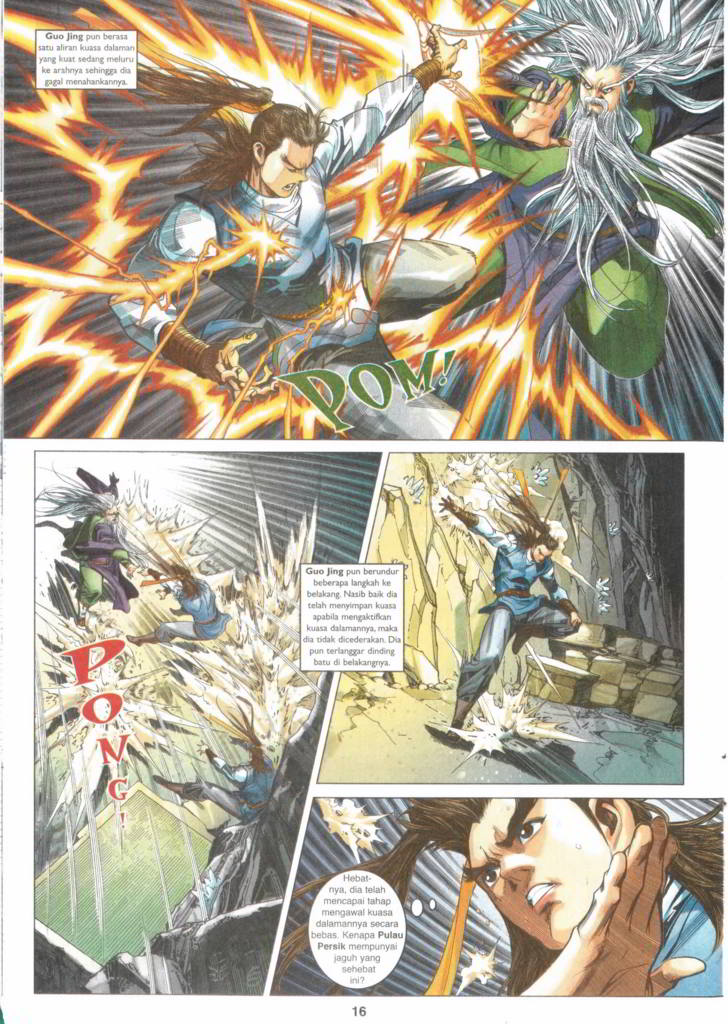 Guo Jing pun berasa
satu aliran kuasa dalaman
yang kuat sedang meluru
ke arahnya sehingga dia
gagal menahankannya.
POM!
Guo Jing pun berundur
beberapa langkah ke
belakang. Nasib baik dia
telah menyimpan kuasa
apabila mengaktifkan
kuasa dalamannya, maka
dia tidak dicederakan. Dia
pun terlanggar dinding
batu di belakangnya.
PONG!
Hebat-
nya, dia telah
mencapai tahap
mengawal kuasa
dalamannya secara
bebas. Kenapa Pulau
Persik mempunyai
jaguh yang
sehebat
ini?
16